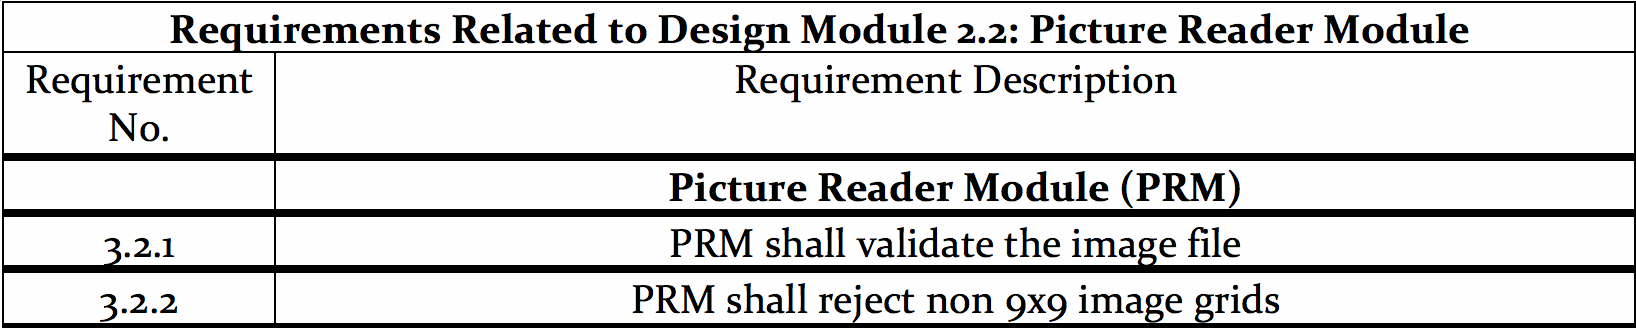 Requirements Related to Design Module 2.2: Picture Reader Module
Requirement No.
Requirement Description
Picture Reader Module (PRM)
3.2.1 PRM shall validate the image file
3.2.2 PRM shall reject non 9x9 image grids